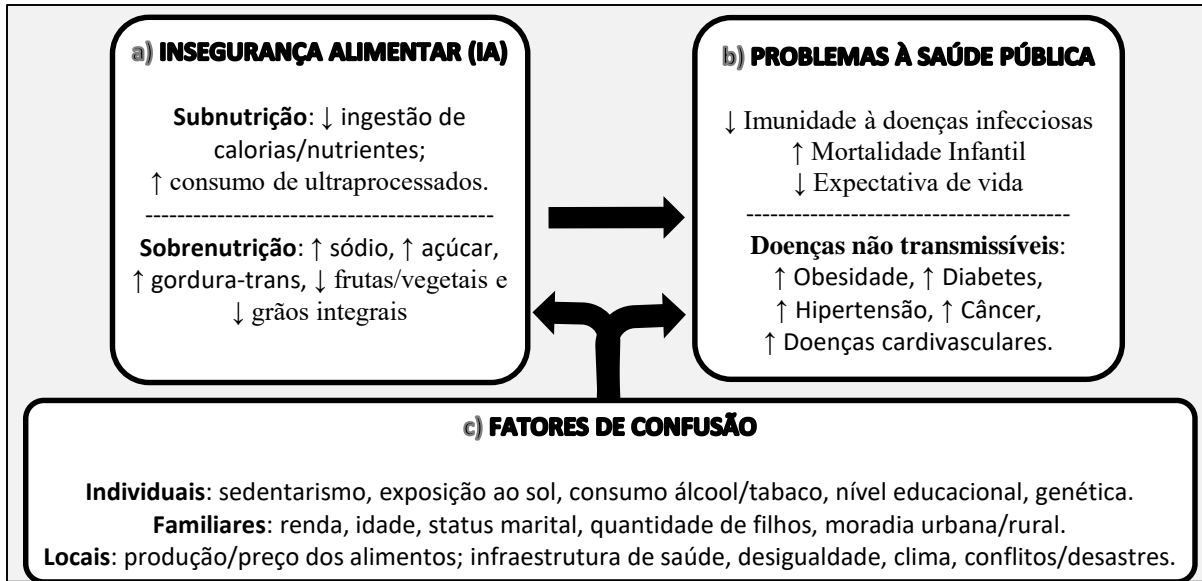 a) INSEGURANÇA ALIMENTAR (IA)
Subnutrição: ↓ ingestão de
calorias/nutrientes;
↑ consumo de ultraprocessados.
--------------------------------------------
Sobrenutrição: ↑ sódio, ↑ açúcar,
↑ gordura-trans, ↓ frutas/vegetais e
↓ grãos integrais
b) PROBLEMAS À SAÚDE PÚBLICA
↓ Imunidade à doenças infecciosas
↑ Mortalidade Infantil
↓ Expectativa de vida
----------------------------------------
Doenças não transmissíveis:
↑ Obesidade, ↑ Diabetes,
↑ Hipertensão, ↑ Câncer,
↑ Doenças cardivasculares.
c) FATORES DE CONFUSÃO
Individuais: sedentarismo, exposição ao sol, consumo álcool/tabaco, nível educacional, genética.
Familiares: renda, idade, status marital, quantidade de filhos, moradia urbana/rural.
Locais: produção/preço dos alimentos; infraestrutura de saúde, desigualdade, clima, conflitos/desastres.